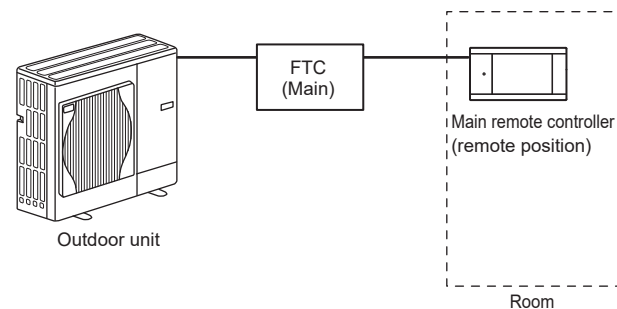 FTC
(Main)
Main remote controller
(remote position)
Outdoor unit
Room